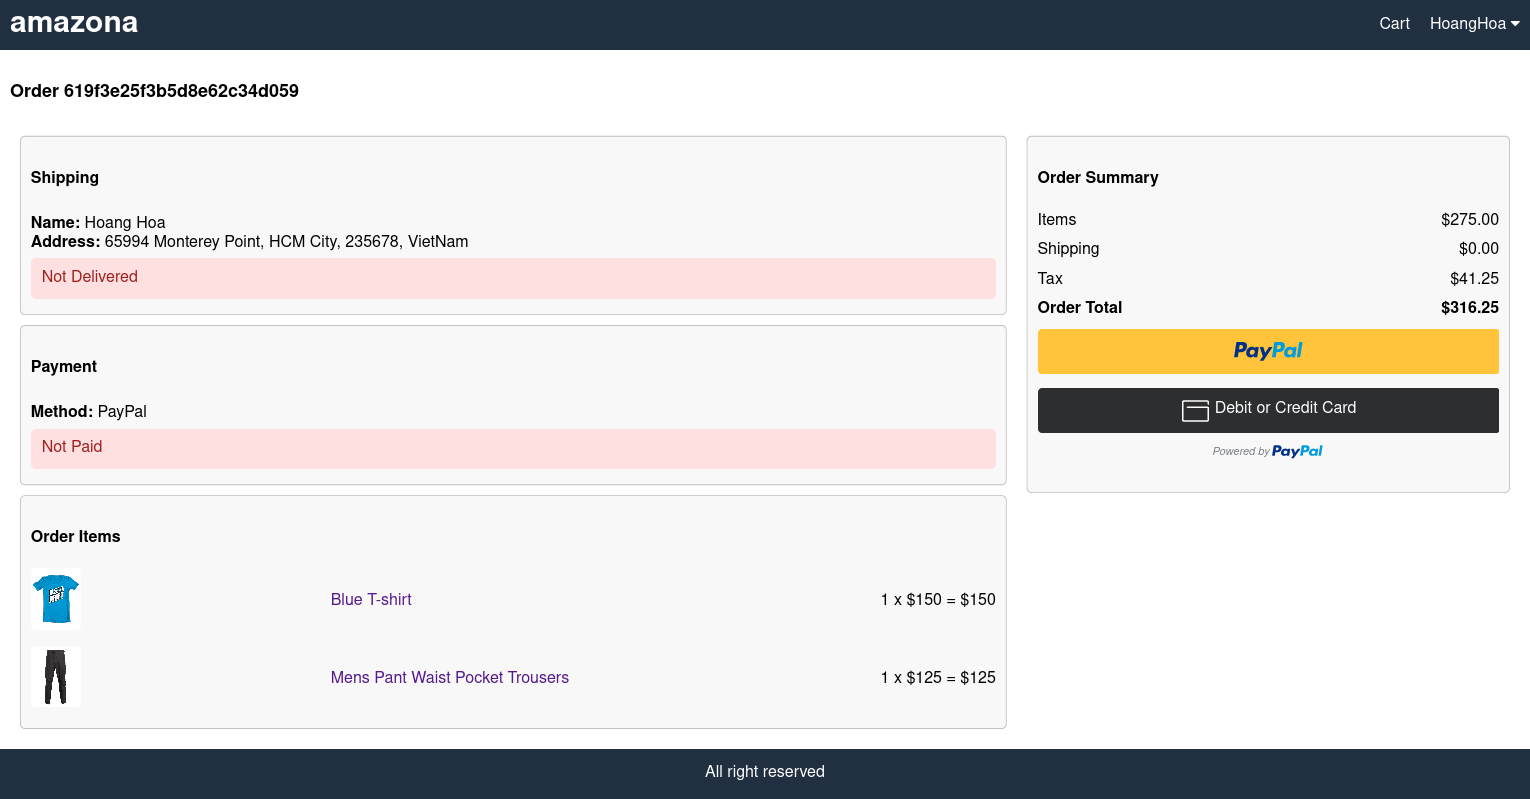 amazona
Cart
HoangHoa
Order 619f3e25f3b5d8e62c34d059
Shipping
Name: Hoang Hoa
Address: 65994 Monterey Point, HCM City, 235678, VietNam
Not Delivered
Payment
Method: PayPal
Not Paid
Order Items
Blue T-shirt 1 x $150 = $150
Mens Pant Waist Pocket Trousers 1 x $125 = $125
Order Summary
Items $275.00
Shipping $0.00
Tax $41.25
Order Total $316.25
PayPal
Debit or Credit Card
Powered by PayPal
All right reserved